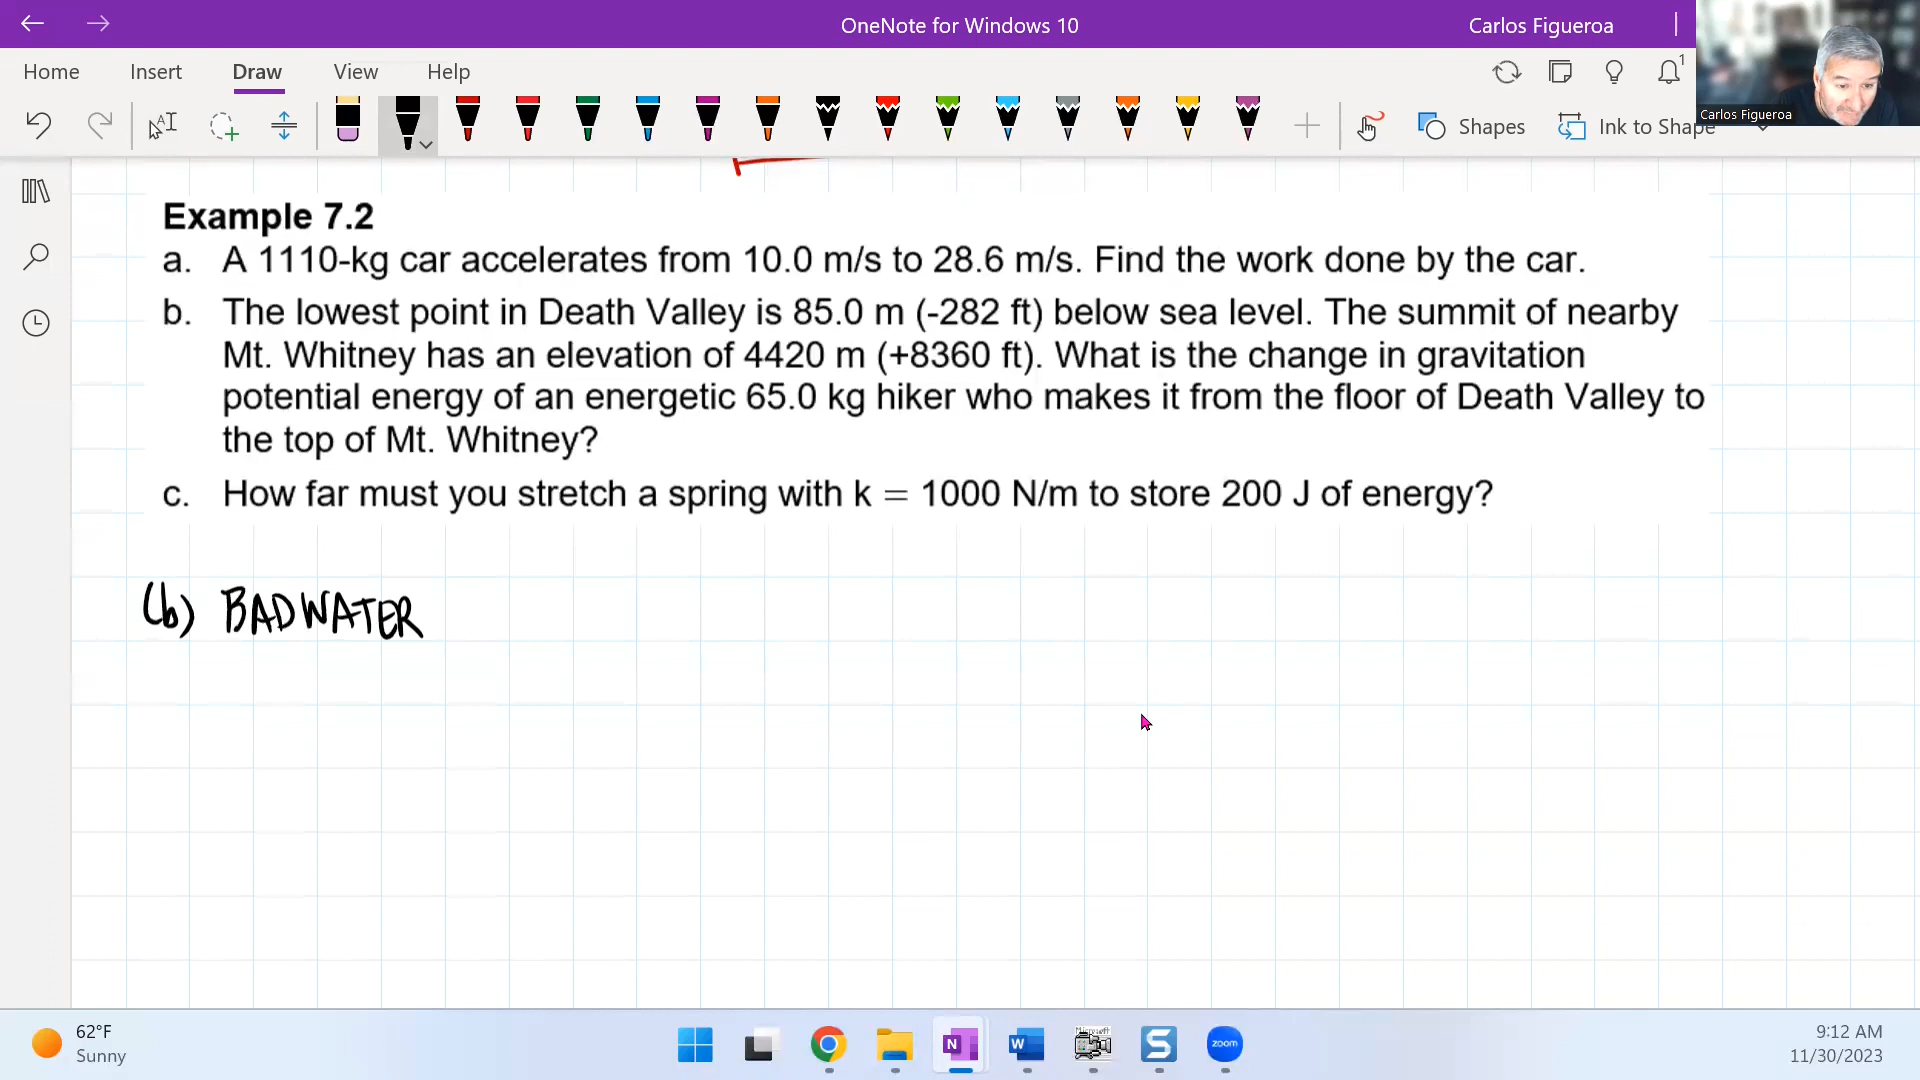 OneNote for Windows 10
Carlos Figueroa
Home Insert Draw View Help
1
Shapes
Ink to Shape
Carlos Figueroa
Example 7.2
a. A 1110-kg car accelerates from 10.0 m/s to 28.6 m/s. Find the work done by the car.
b. The lowest point in Death Valley is 85.0 m (-282 ft) below sea level. The summit of nearby
Mt. Whitney has an elevation of 4420 m (+8360 ft). What is the change in gravitation
potential energy of an energetic 65.0 kg hiker who makes it from the floor of Death Valley to
the top of Mt. Whitney?
c. How far must you stretch a spring with k = 1000 N/m to store 200 J of energy?
(b) BADWATER
62°F
Sunny
N
W
Microsoft
S
zoom
9:12 AM
11/30/2023